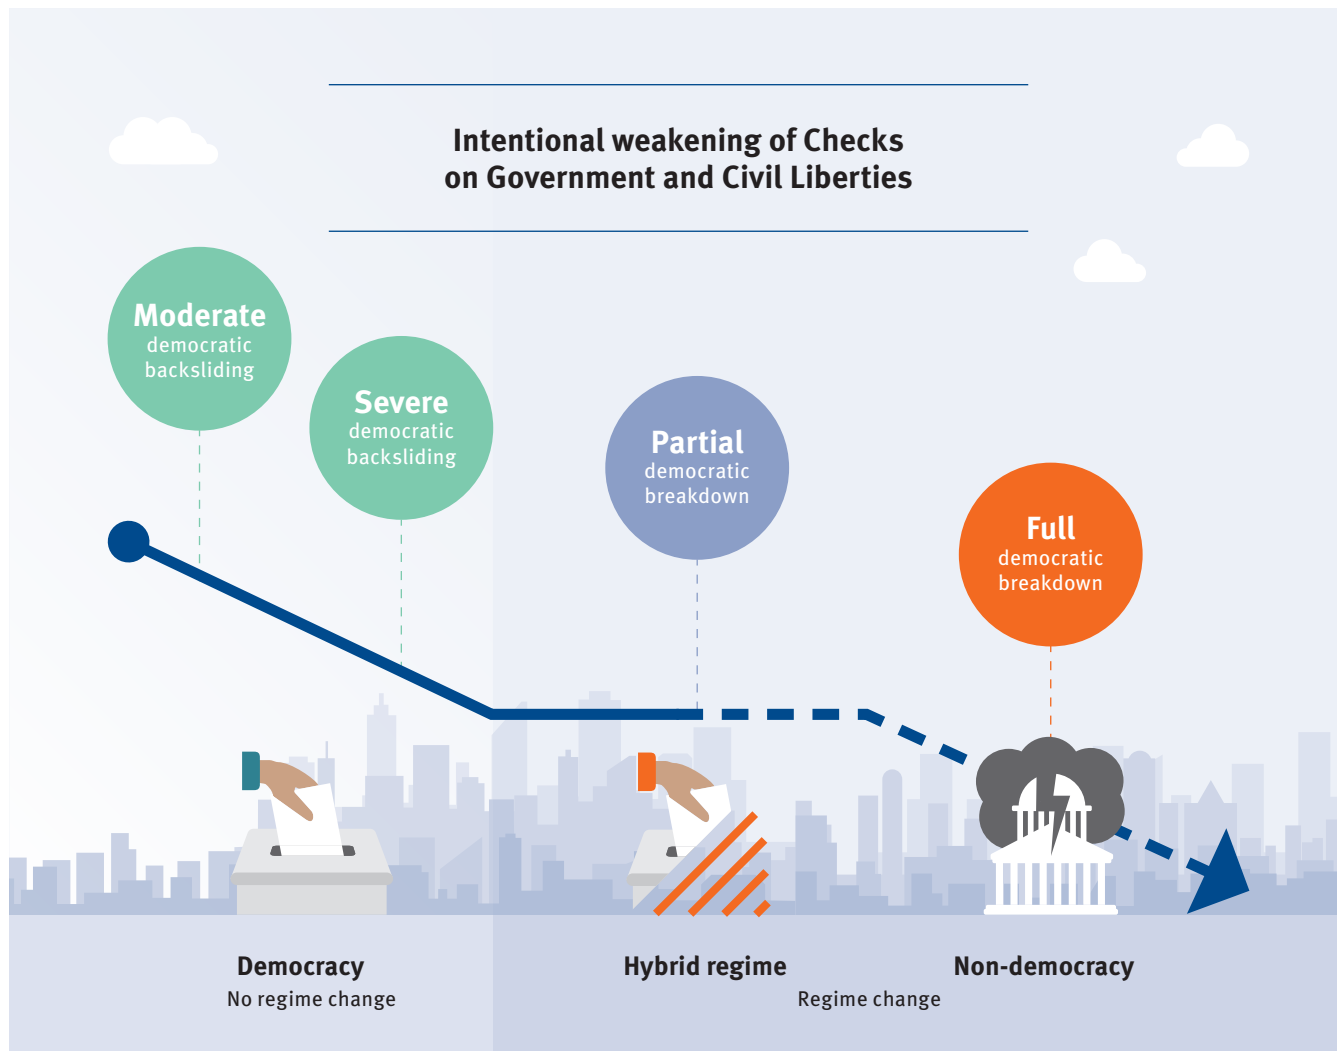 Intentional weakening of Checks
on Government and Civil Liberties
Moderate
democratic
backsliding
Severe
democratic
backsliding
Partial
democratic
breakdown
Full
democratic
breakdown
Democracy
No regime change
Hybrid regime
Non-democracy
Regime change